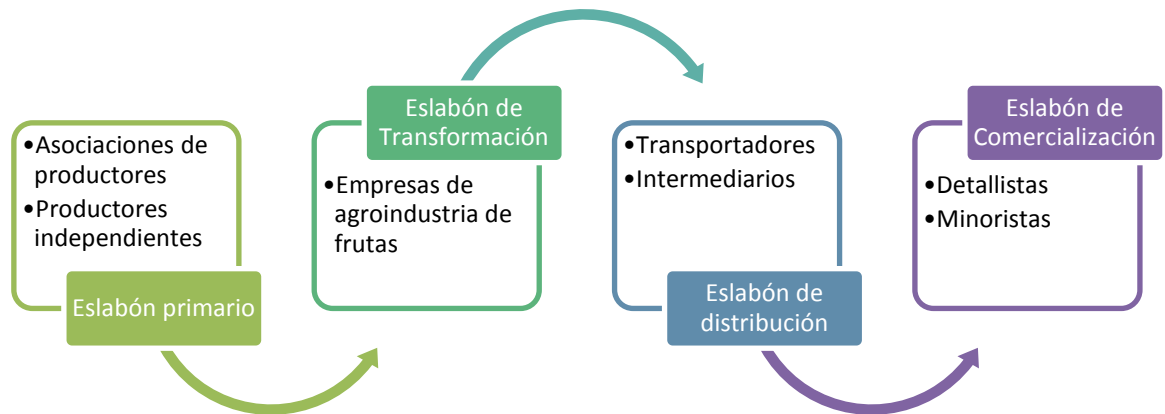 •Asociaciones de
productores
•Productores
independientes
Eslabón primario
Eslabón de
Transformación
•Empresas de
agroindustria de
frutas
•Transportadores
•Intermediarios
Eslabón de
distribución
Eslabón de
Comercialización
•Detallistas
•Minoristas